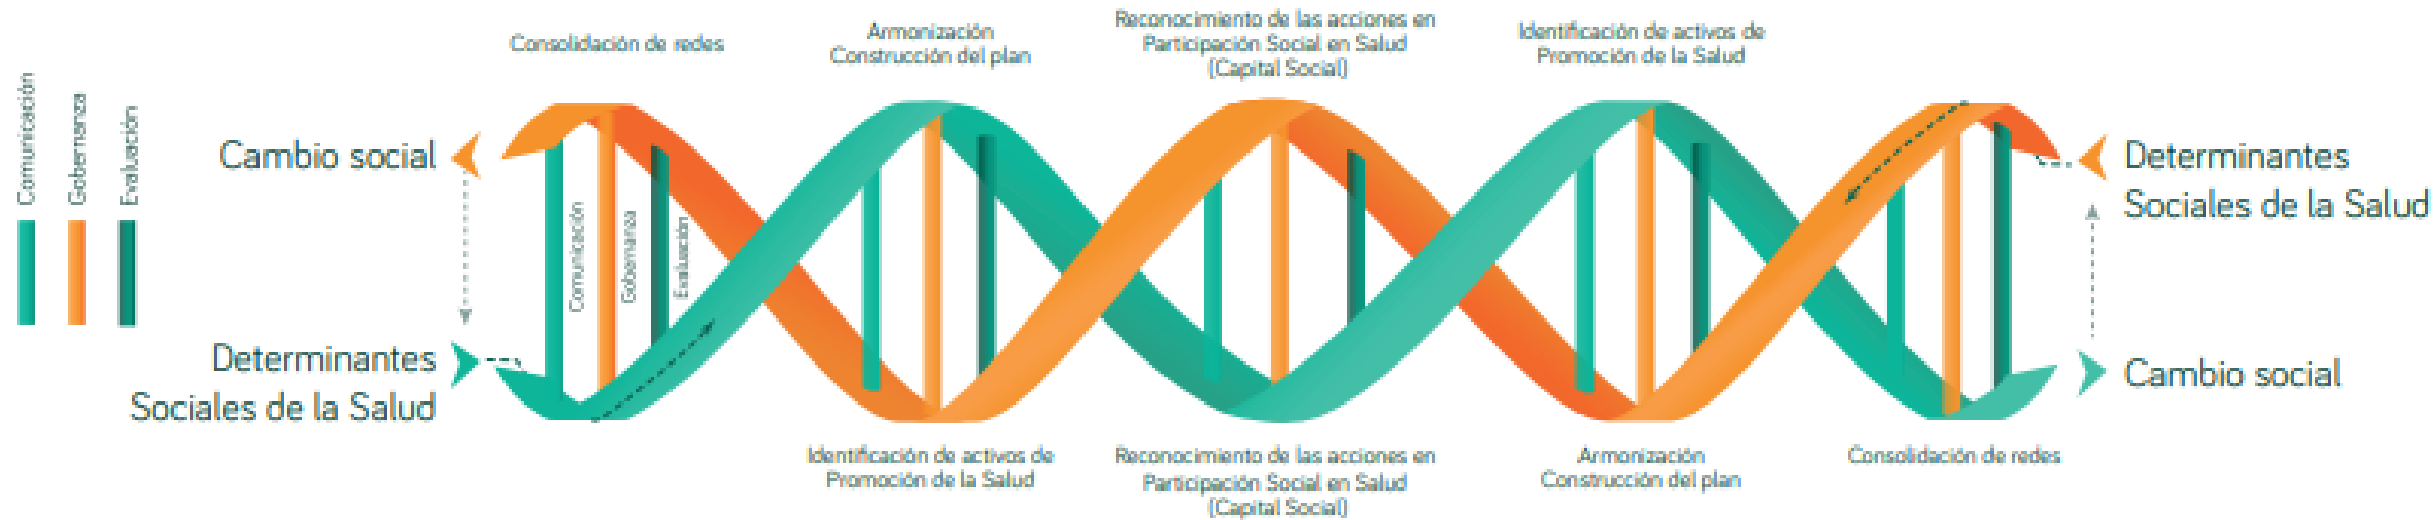 Comunicación
Gobernanza
Evaluación
Consolidación de redes
Armonización
Construcción del plan
Reconocimiento de las acciones en
Participación Social en Salud
(Capital Social)
Identificación de activos de
Promoción de la Salud
Cambio social
Determinantes
Sociales de la Salud
Comunicación
Gobernanza
Evaluación
Determinantes
Sociales de la Salud
Cambio social
Identificación de activos de
Promoción de la Salud
Reconocimiento de las acciones en
Participación Social en Salud
(Capital Social)
Armonización
Construcción del plan
Consolidación de redes